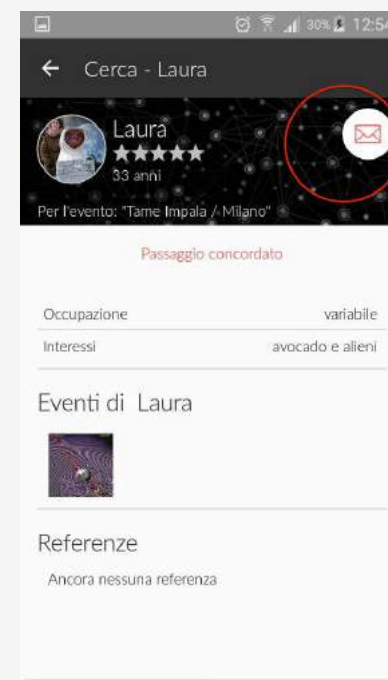 30% 12:54
Cerca - Laura
Laura
33 anni
Per l'evento: "Tame Impala / Milano"
Passaggio concordato
Occupazione variabile
Interessi avocado e alieni
Eventi di Laura
Referenze
Ancora nessuna referenza